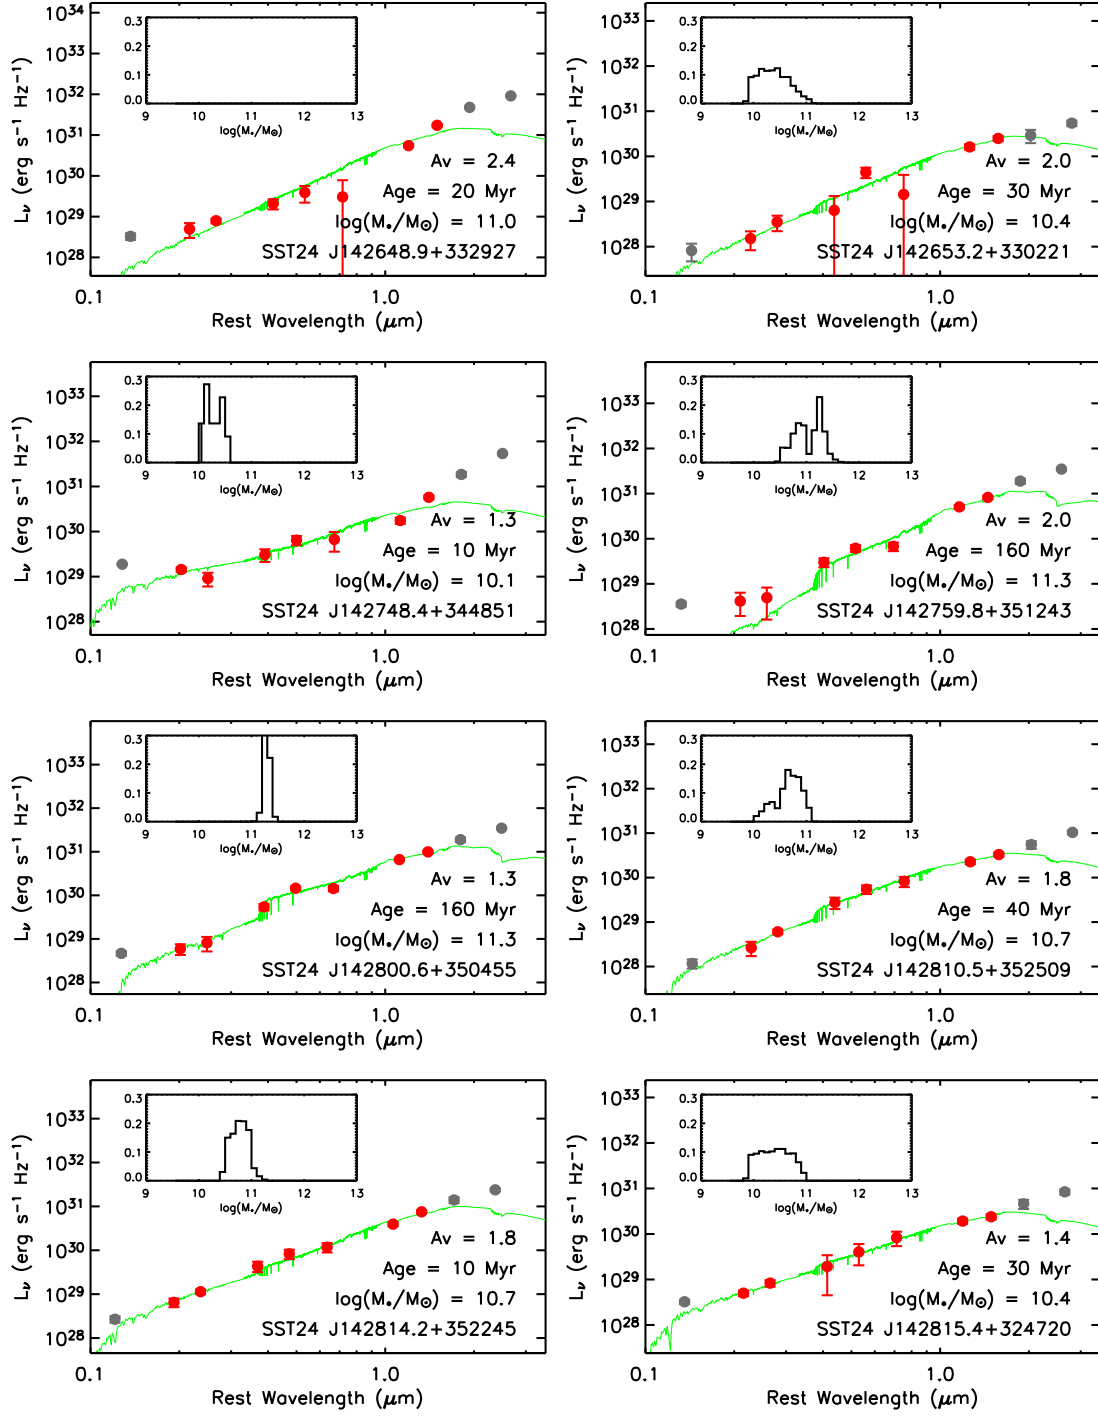 10³⁴
10³³
10³²
10³¹
10³⁰
10²⁹
10²⁸
Lν (erg s⁻¹ Hz⁻¹)
0.3
0.2
0.1
0.0
9 10 11 12 13
log(M*/M⊙)
Av = 2.4
Age = 20 Myr
log(M*/M⊙) = 11.0
SST24 J142648.9+332927
0.1 1.0
Rest Wavelength (μm)
10³³
10³²
10³¹
10³⁰
10²⁹
10²⁸
Lν (erg s⁻¹ Hz⁻¹)
0.3
0.2
0.1
0.0
9 10 11 12 13
log(M*/M⊙)
Av = 2.0
Age = 30 Myr
log(M*/M⊙) = 10.4
SST24 J142653.2+330221
0.1 1.0
Rest Wavelength (μm)
10³³
10³²
10³¹
10³⁰
10²⁹
10²⁸
Lν (erg s⁻¹ Hz⁻¹)
0.3
0.2
0.1
0.0
9 10 11 12 13
log(M*/M⊙)
Av = 1.3
Age = 10 Myr
log(M*/M⊙) = 10.1
SST24 J142748.4+344851
0.1 1.0
Rest Wavelength (μm)
10³³
10³²
10³¹
10³⁰
10²⁹
10²⁸
Lν (erg s⁻¹ Hz⁻¹)
0.3
0.2
0.1
0.0
9 10 11 12 13
log(M*/M⊙)
Av = 2.0
Age = 160 Myr
log(M*/M⊙) = 11.3
SST24 J142759.8+351243
0.1 1.0
Rest Wavelength (μm)
10³³
10³²
10³¹
10³⁰
10²⁹
10²⁸
Lν (erg s⁻¹ Hz⁻¹)
0.3
0.2
0.1
0.0
9 10 11 12 13
log(M*/M⊙)
Av = 1.3
Age = 160 Myr
log(M*/M⊙) = 11.3
SST24 J142800.6+350455
0.1 1.0
Rest Wavelength (μm)
10³³
10³²
10³¹
10³⁰
10²⁹
10²⁸
Lν (erg s⁻¹ Hz⁻¹)
0.3
0.2
0.1
0.0
9 10 11 12 13
log(M*/M⊙)
Av = 1.8
Age = 40 Myr
log(M*/M⊙) = 10.7
SST24 J142810.5+352509
0.1 1.0
Rest Wavelength (μm)
10³³
10³²
10³¹
10³⁰
10²⁹
10²⁸
Lν (erg s⁻¹ Hz⁻¹)
0.3
0.2
0.1
0.0
9 10 11 12 13
log(M*/M⊙)
Av = 1.8
Age = 10 Myr
log(M*/M⊙) = 10.7
SST24 J142814.2+352245
0.1 1.0
Rest Wavelength (μm)
10³³
10³²
10³¹
10³⁰
10²⁹
10²⁸
Lν (erg s⁻¹ Hz⁻¹)
0.3
0.2
0.1
0.0
9 10 11 12 13
log(M*/M⊙)
Av = 1.4
Age = 30 Myr
log(M*/M⊙) = 10.4
SST24 J142815.4+324720
0.1 1.0
Rest Wavelength (μm)